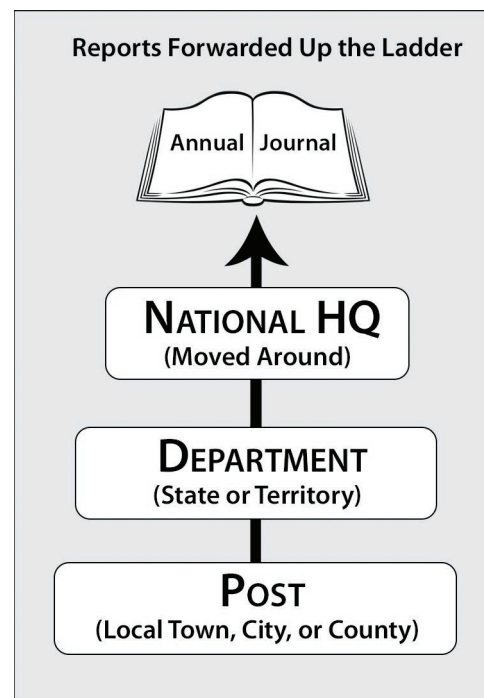 Reports Forwarded Up the Ladder
Annual Journal
NATIONAL HQ
(Moved Around)
DEPARTMENT
(State or Territory)
POST
(Local Town, City, or County)